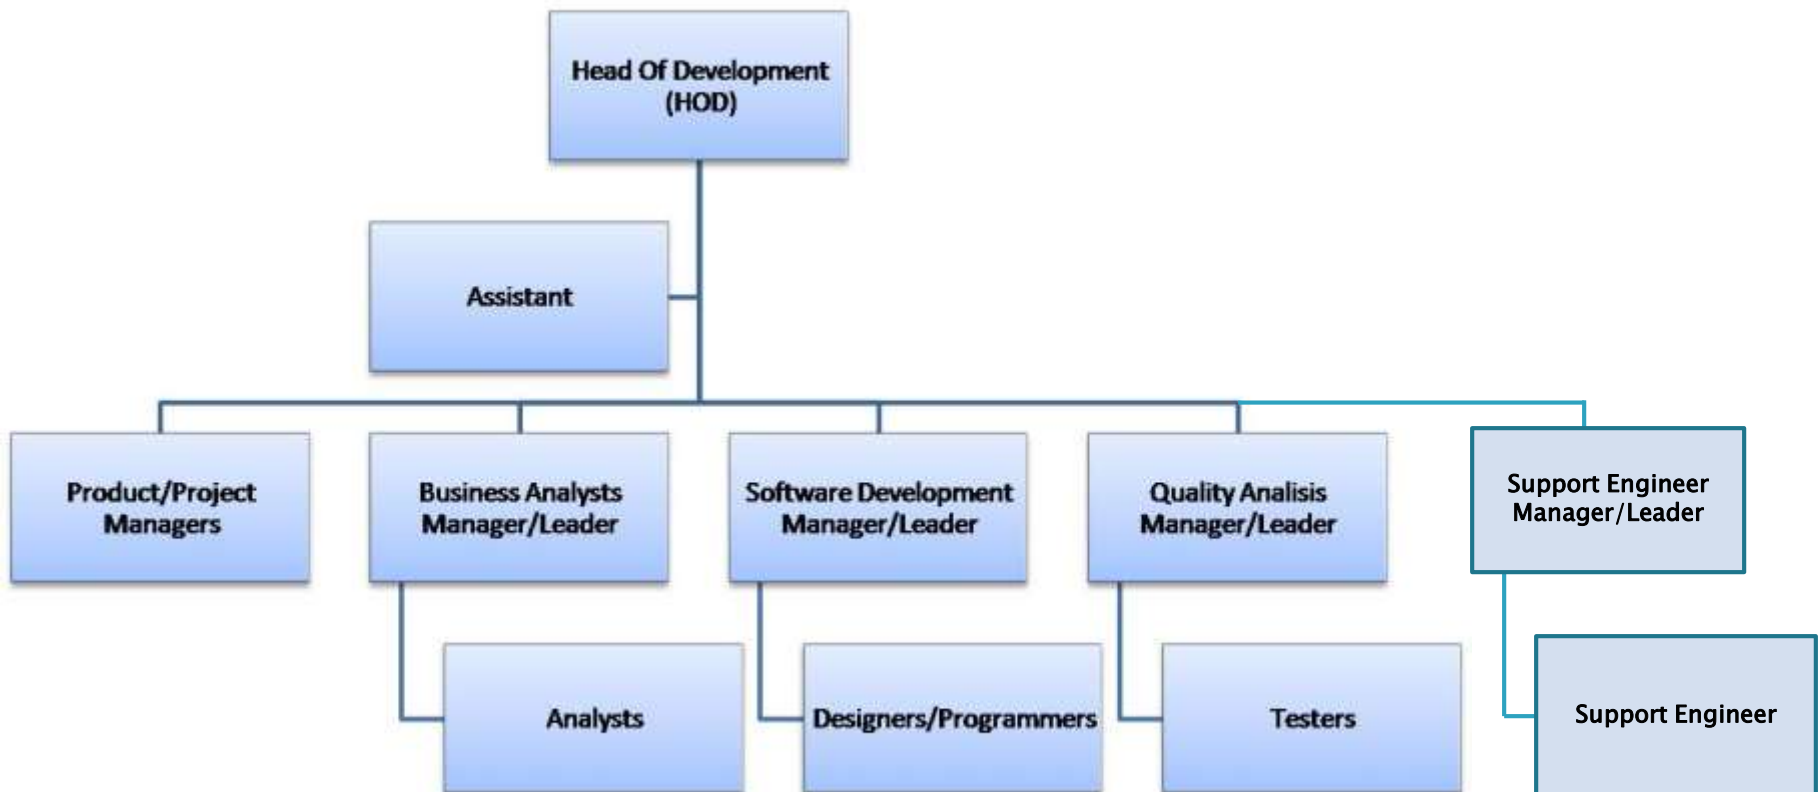 Head Of Development
(HOD)
Assistant
Product/Project
Managers
Business Analysts
Manager/Leader
Software Development
Manager/Leader
Quality Analisis
Manager/Leader
Support Engineer
Manager/Leader
Analysts
Designers/Programmers
Testers
Support Engineer